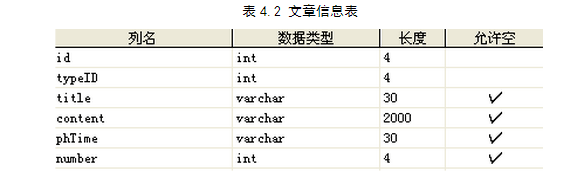 表 4.2 文章信息表
列名 数据类型 长度 允许空
id int 4
typeID int 4
title varchar 30 ✓
content varchar 2000 ✓
phTime varchar 30 ✓
number int 4 ✓